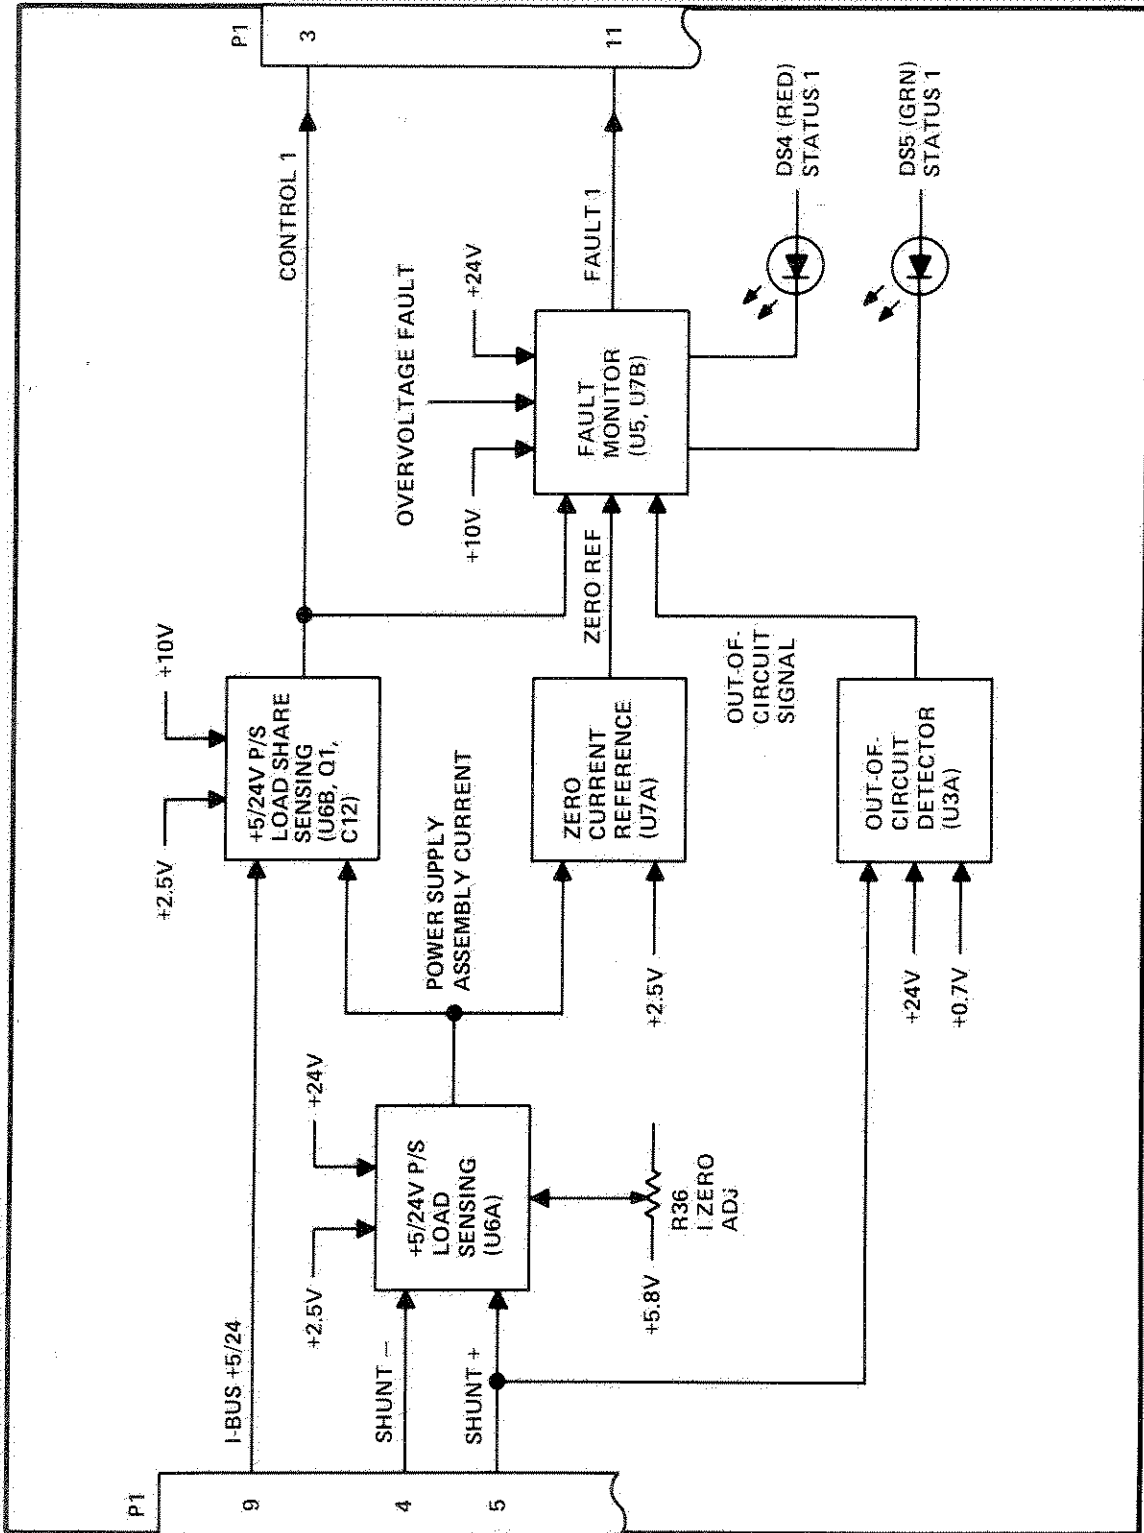 P1
9
4
5
I-BUS +5/24
SHUNT –
SHUNT +
+2.5V
+24V
+5/24V P/S
LOAD
SENSING
(U6A)
+5.8V
R36
I ZERO
ADJ
POWER SUPPLY
ASSEMBLY CURRENT
+2.5V
+10V
+5/24V P/S
LOAD SHARE
SENSING
(U6B, Q1,
C12)
ZERO
CURRENT
REFERENCE
(U7A)
+2.5V
+24V
+0.7V
OUT-OF-
CIRCUIT
DETECTOR
(U3A)
OUT-OF-
CIRCUIT
SIGNAL
ZERO REF
OVERVOLTAGE FAULT
+10V
+24V
FAULT
MONITOR
(U5, U7B)
CONTROL 1
FAULT 1
DS4 (RED)
STATUS 1
DS5 (GRN)
STATUS 1
P1
3
11